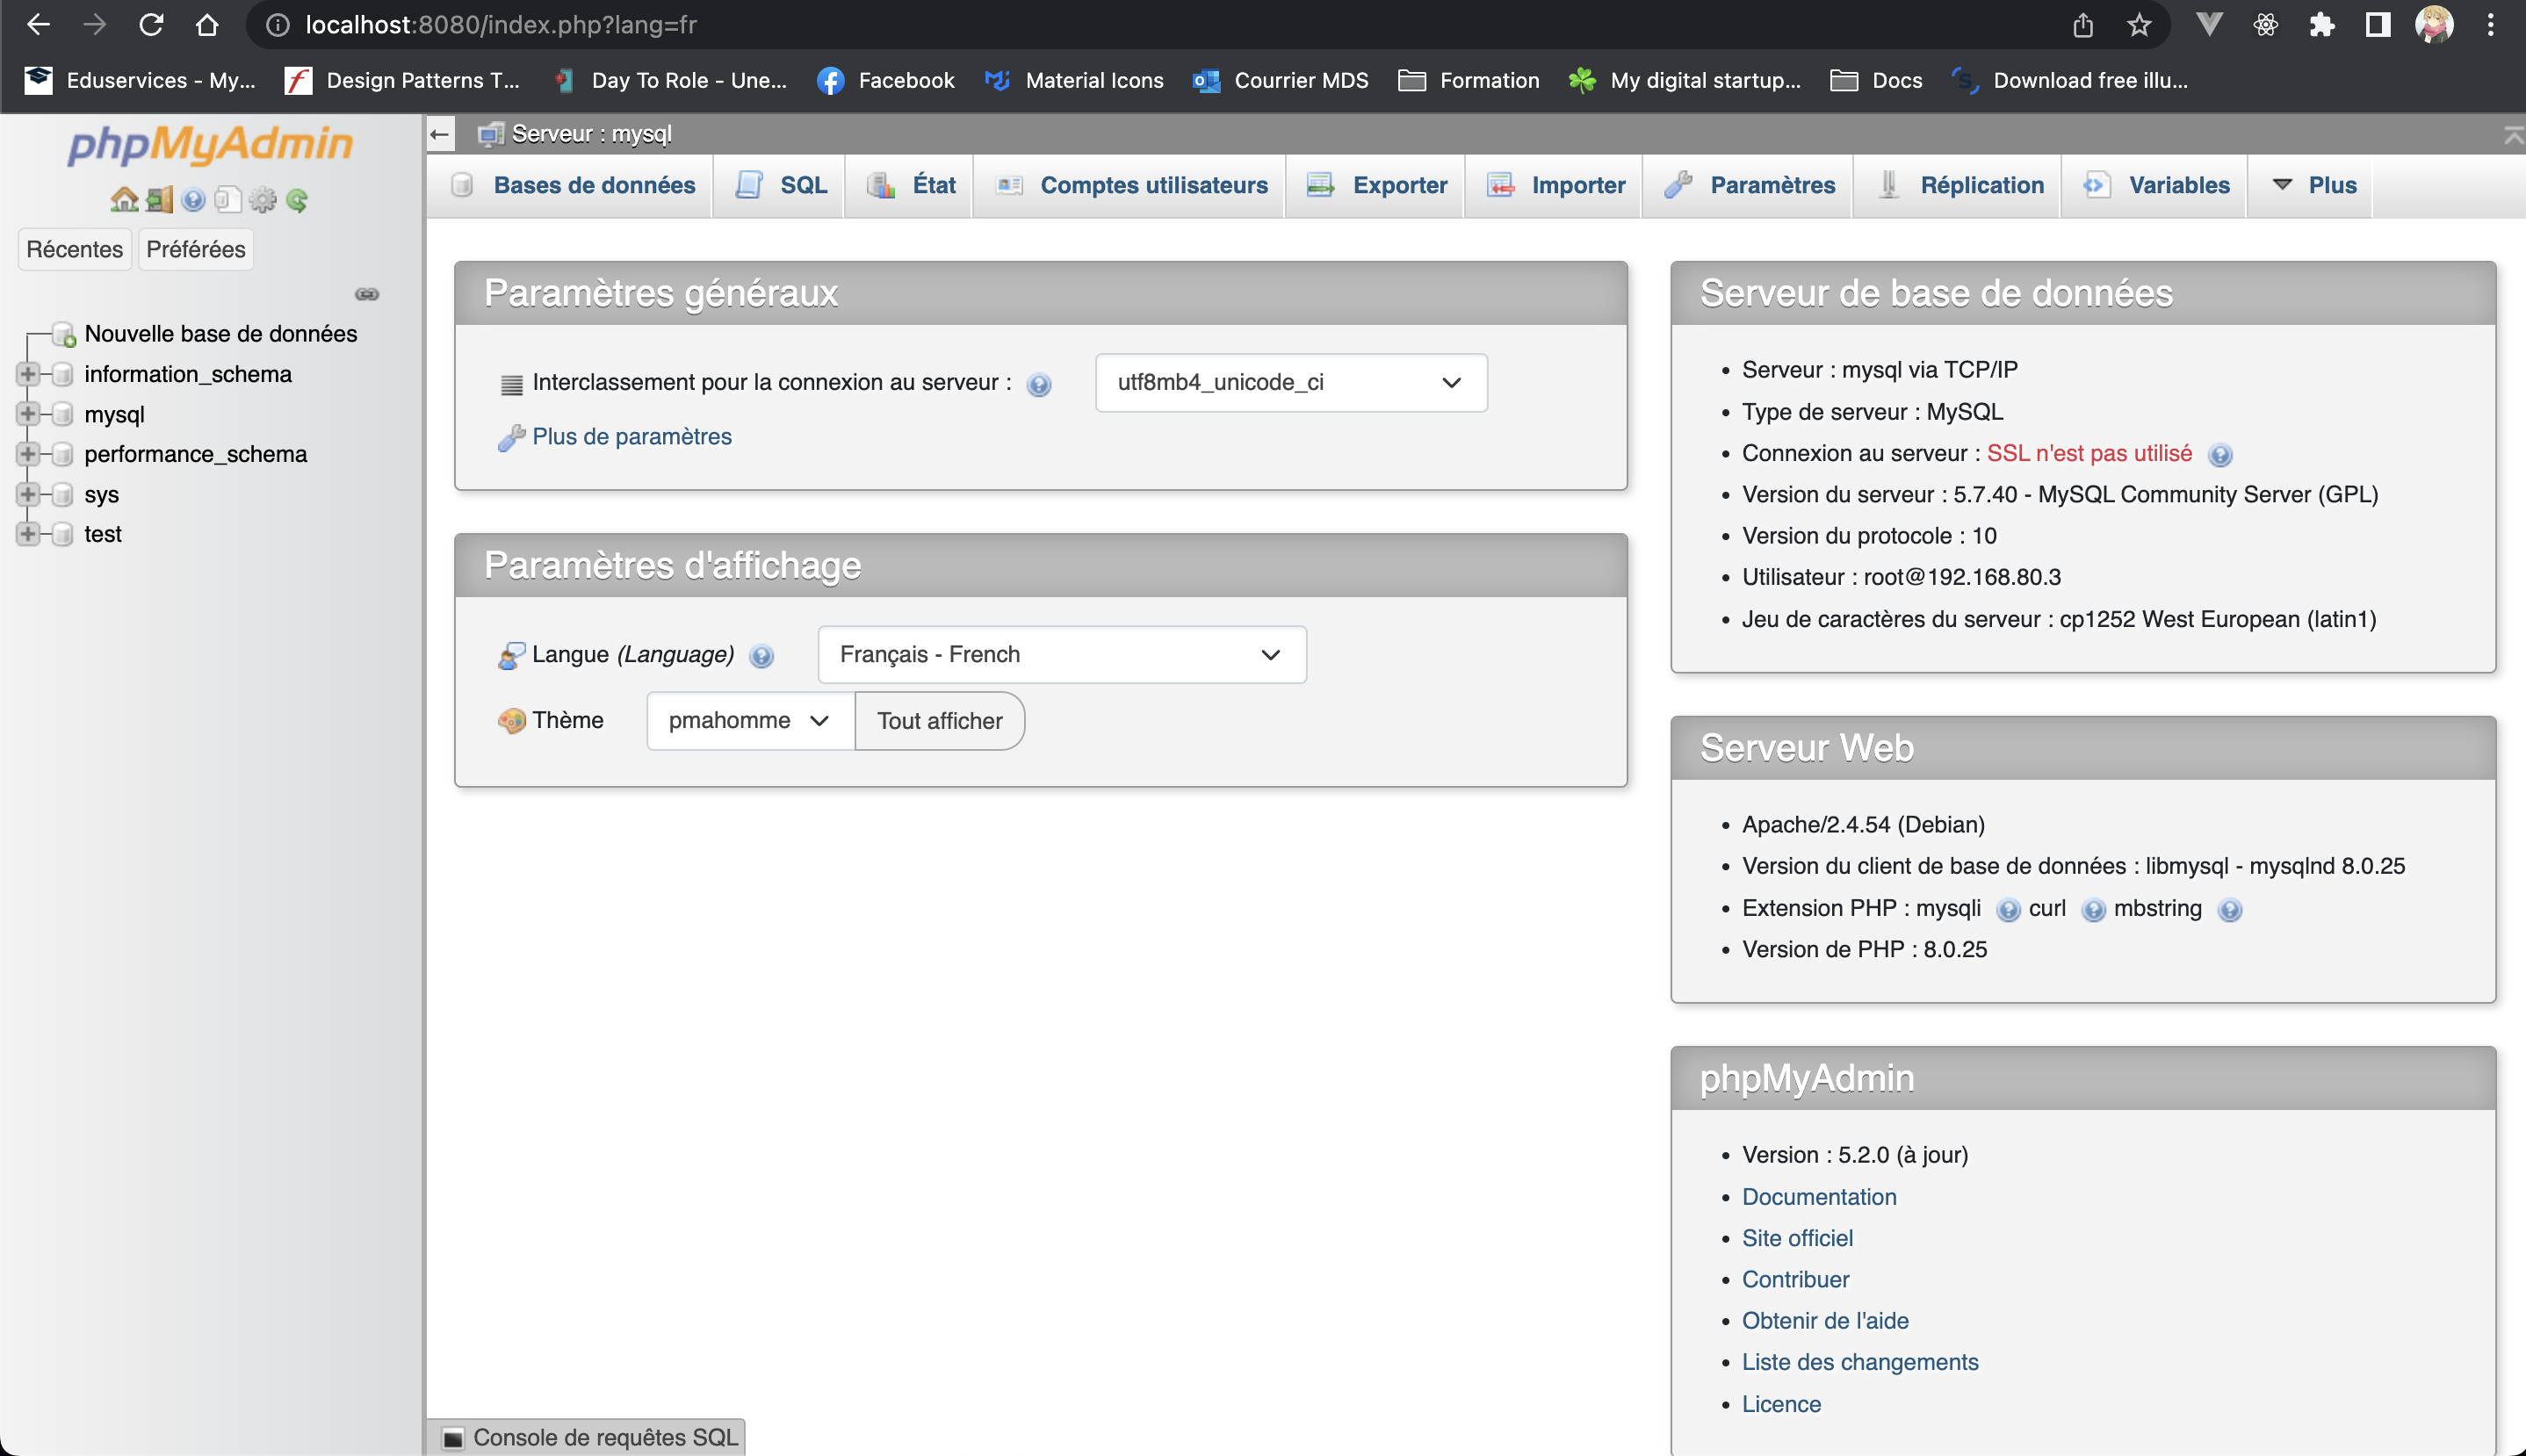 localhost:8080/index.php?lang=fr
Eduservices - My...
Design Patterns T...
Day To Role - Une...
Facebook
Material Icons
Courrier MDS
Formation
My digital startup...
Docs
Download free illu...
phpMyAdmin
Récentes
Préférées
Nouvelle base de données
information_schema
mysql
performance_schema
sys
test
Serveur : mysql
Bases de données
SQL
État
Comptes utilisateurs
Exporter
Importer
Paramètres
Réplication
Variables
Plus
Paramètres généraux
Interclassement pour la connexion au serveur :
utf8mb4_unicode_ci
Plus de paramètres
Paramètres d'affichage
Langue (Language)
Français - French
Thème
pmahomme
Tout afficher
Serveur de base de données
Serveur : mysql via TCP/IP
Type de serveur : MySQL
Connexion au serveur : SSL n'est pas utilisé
Version du serveur : 5.7.40 - MySQL Community Server (GPL)
Version du protocole : 10
Utilisateur : root@192.168.80.3
Jeu de caractères du serveur : cp1252 West European (latin1)
Serveur Web
Apache/2.4.54 (Debian)
Version du client de base de données : libmysql - mysqlnd 8.0.25
Extension PHP : mysqli curl mbstring
Version de PHP : 8.0.25
phpMyAdmin
Version : 5.2.0 (à jour)
Documentation
Site officiel
Contribuer
Obtenir de l'aide
Liste des changements
Licence
Console de requêtes SQL